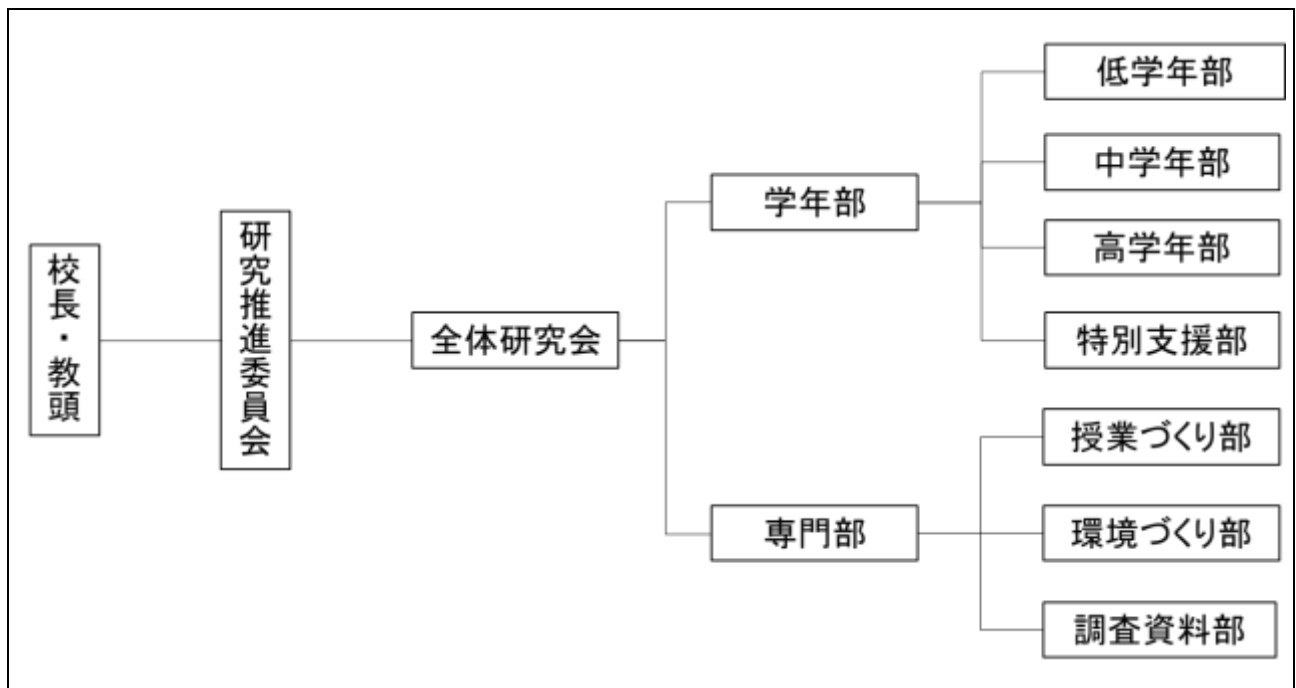 校長・教頭
研究推進委員会
全体研究会
学年部
低学年部
中学年部
高学年部
特別支援部
専門部
授業づくり部
環境づくり部
調査資料部